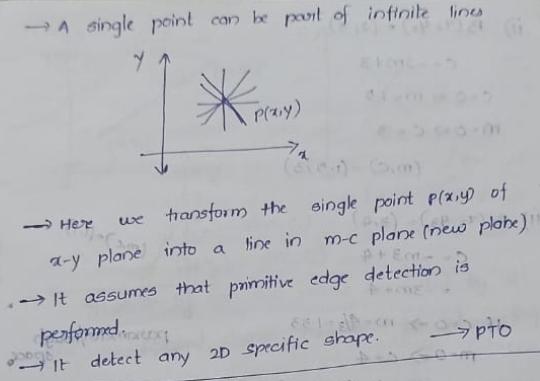 → A single point can be part of infinite lines
Y
P(x,y)
x
→ Here we transform the single point P(x,y) of
x-y plane into a line in m-c plane (new plane)
→ It assumes that primitive edge detection is
performed.
→ It detect any 2D specific shape. → PTO